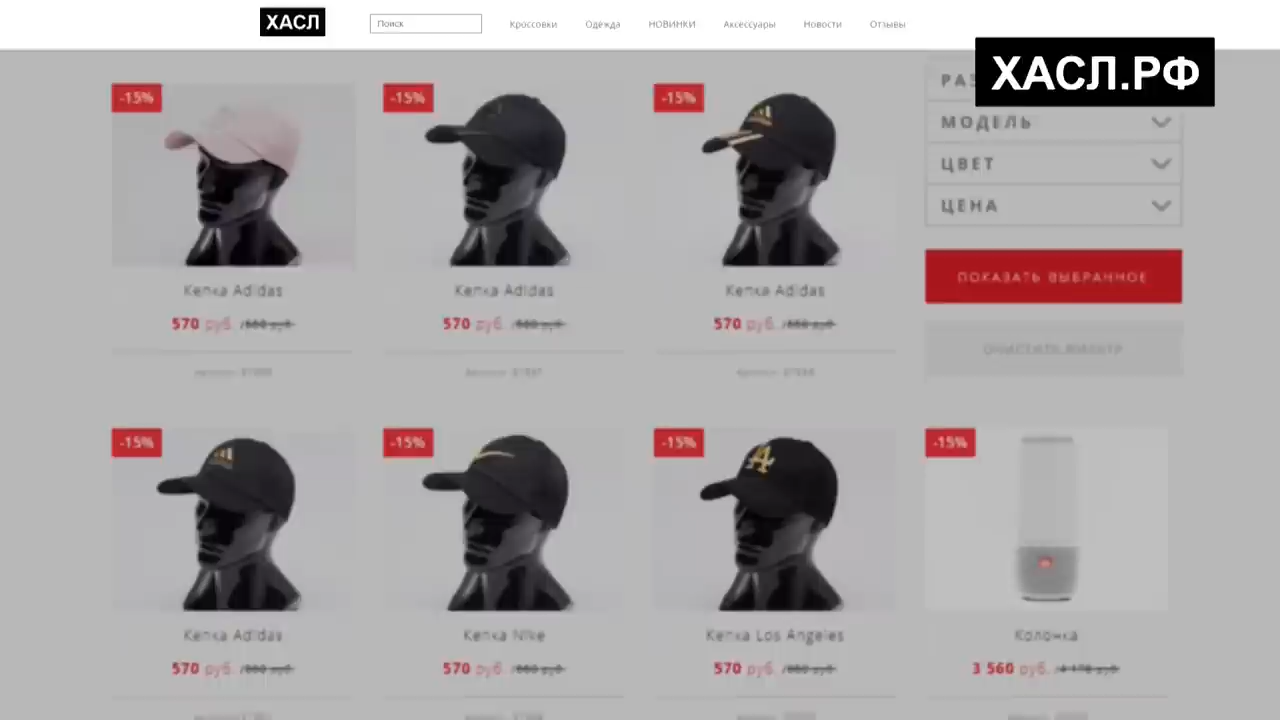 ХАСЛ
Поиск
Кроссовки
Одежда
НОВИНКИ
Аксессуары
Новости
Отзывы
ХАСЛ.РФ
МОДЕЛЬ
ЦВЕТ
ЦЕНА
ПОКАЗАТЬ ВЫБРАННОЕ
-15%
-15%
-15%
Кепка Adidas
Кепка Adidas
Кепка Adidas
570 руб.
570 руб.
570 руб.
-15%
-15%
-15%
-15%
Кепка Adidas
Кепка Nike
Кепка Los Angeles
Колонка
570 руб.
570 руб.
570 руб.
3 560 руб.